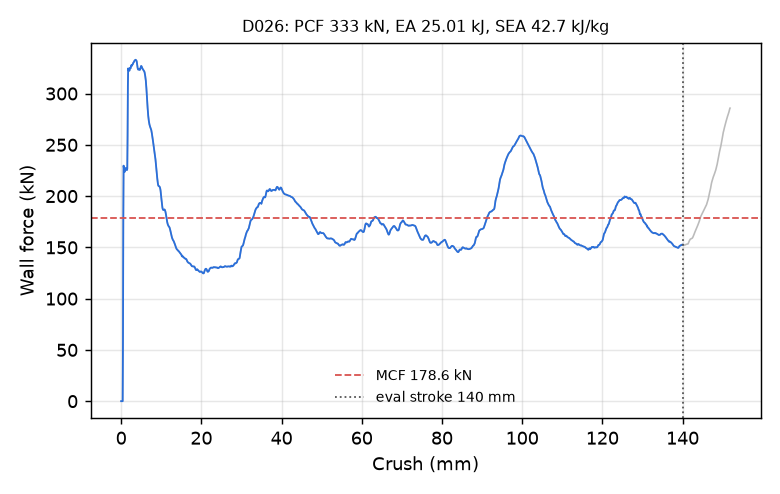 D026: PCF 333 kN, EA 25.01 kJ, SEA 42.7 kJ/kg
Wall force (kN)
300
250
200
150
100
50
0
MCF 178.6 kN
eval stroke 140 mm
0 20 40 60 80 100 120 140
Crush (mm)